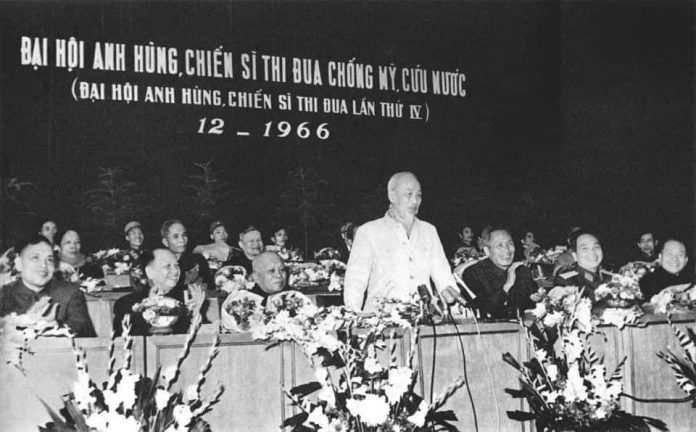 ĐẠI HỘI ANH HÙNG, CHIẾN SĨ THI ĐUA CHỐNG MỸ, CỨU NƯỚC
(ĐẠI HỘI ANH HÙNG, CHIẾN SĨ THI ĐUA LẦN THỨ IV)
12 - 1966